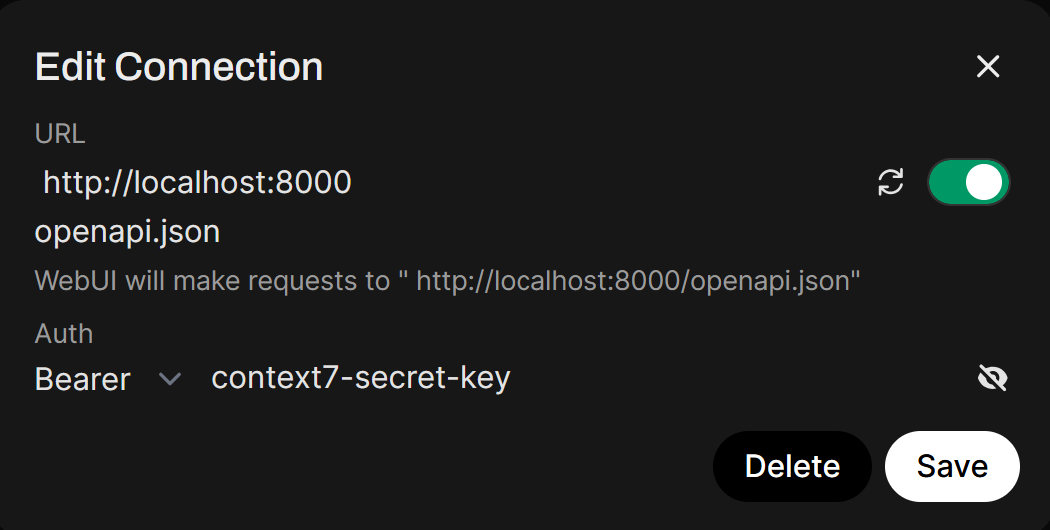 Edit Connection
URL
http://localhost:8000
openapi.json
WebUI will make requests to " http://localhost:8000/openapi.json"
Auth
Bearer context7-secret-key
Delete Save